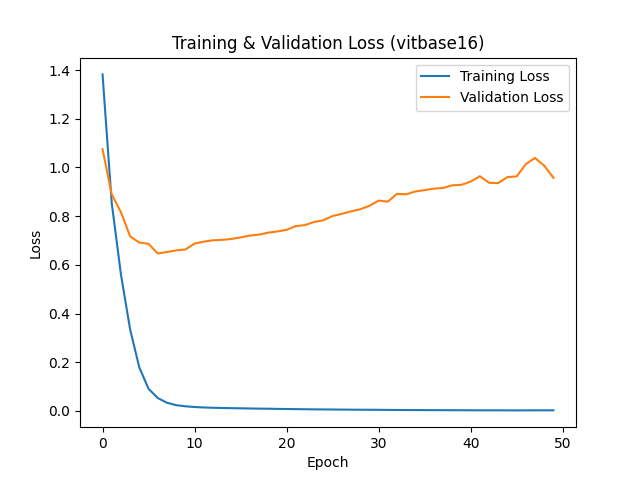 Training & Validation Loss (vitbase16)
Training Loss
Validation Loss
Loss
1.4
1.2
1.0
0.8
0.6
0.4
0.2
0.0
0 10 20 30 40 50
Epoch